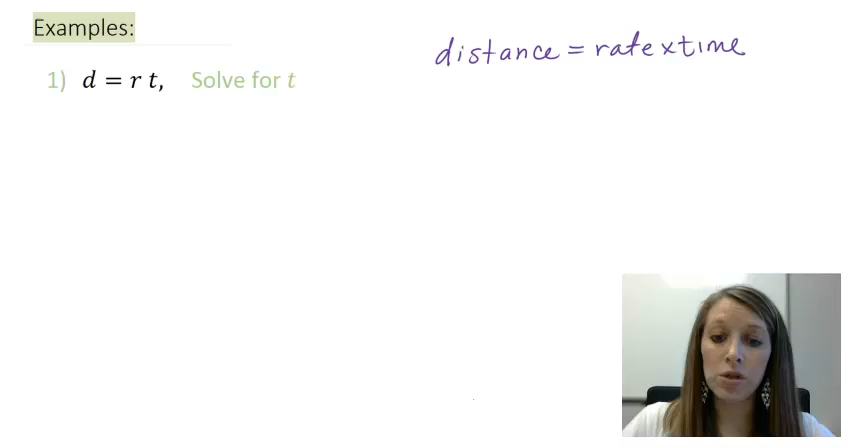 Examples:
distance = rate x time
1) d = r t, Solve for t